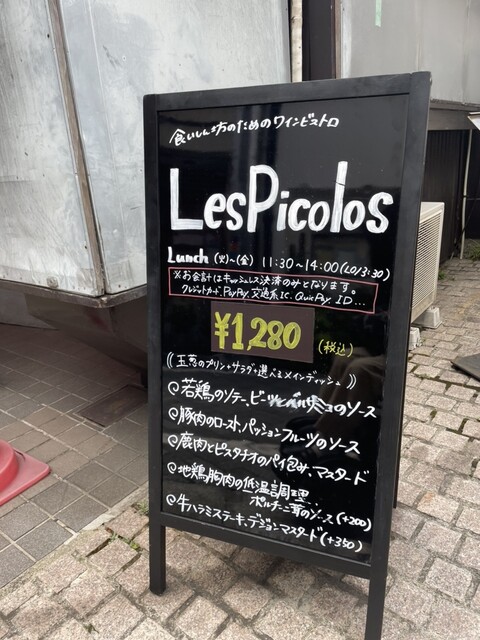 食いしん坊のためのワインビストロ
LesPicolos
Lunch (火)~(金) 11:30~14:00(LO13:30)
※お会計はキャッシュレス決済のみとなります。
クレジットカード、PayPay、交通系IC、QuicPay、ID...
¥1,280 (税込)
((玉葱のプリン+サラダ+選べるメインディッシュ))
@若鶏のソテー、ビーツとバルサミコのソース
@豚肉のロースト、パッションフルーツのソース
@鹿肉とピスタチオのパイ包み、マスタード
@地鶏胸肉の低温調理、
ポルチーニ茸のソース(+200)
@牛ハラミステーキ、デジョンマスタード(+350)